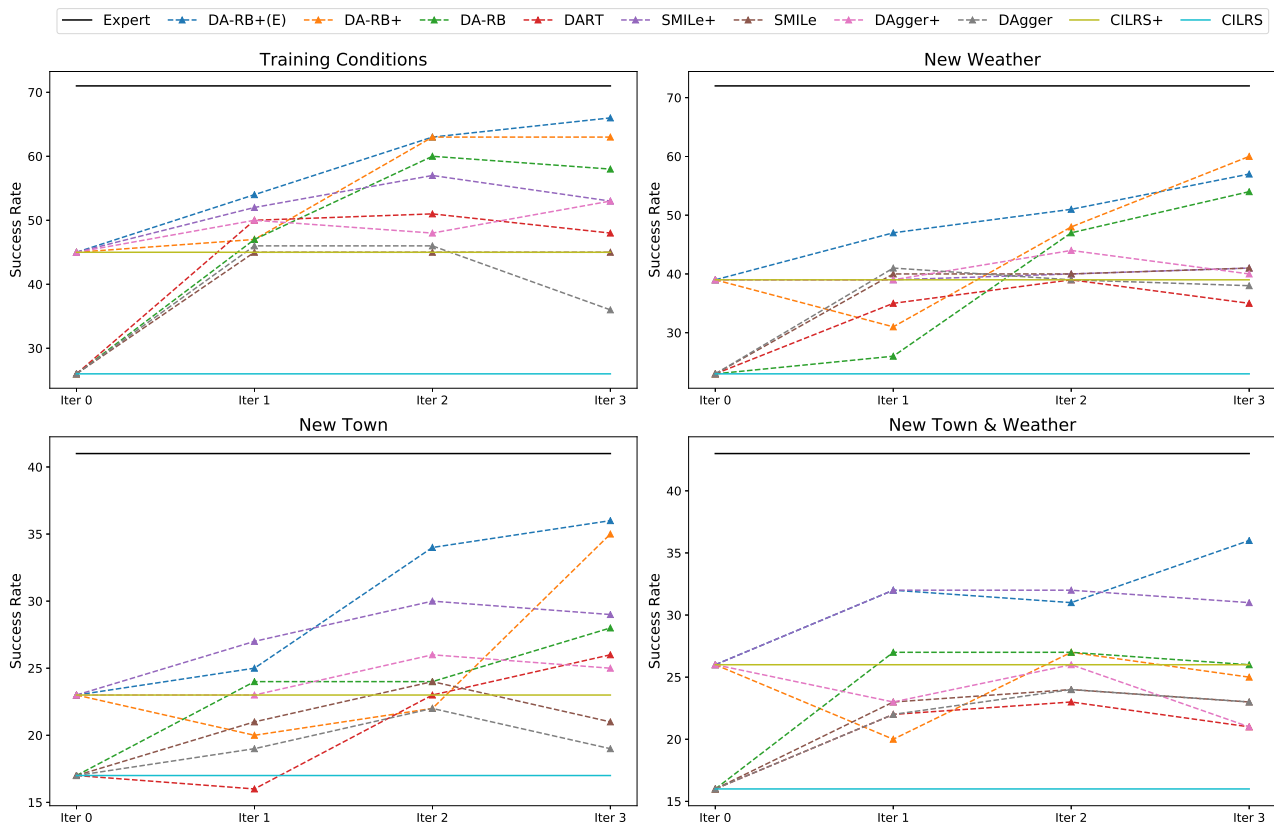 Expert DA-RB+(E) DA-RB+ DA-RB DART SMILe+ SMILe DAgger+ DAgger CILRS+ CILRS
Training Conditions
Success Rate
70
60
50
40
30
Iter 0 Iter 1 Iter 2 Iter 3
New Weather
Success Rate
70
60
50
40
30
Iter 0 Iter 1 Iter 2 Iter 3
New Town
Success Rate
40
35
30
25
20
15
Iter 0 Iter 1 Iter 2 Iter 3
New Town & Weather
Success Rate
40
35
30
25
20
15
Iter 0 Iter 1 Iter 2 Iter 3